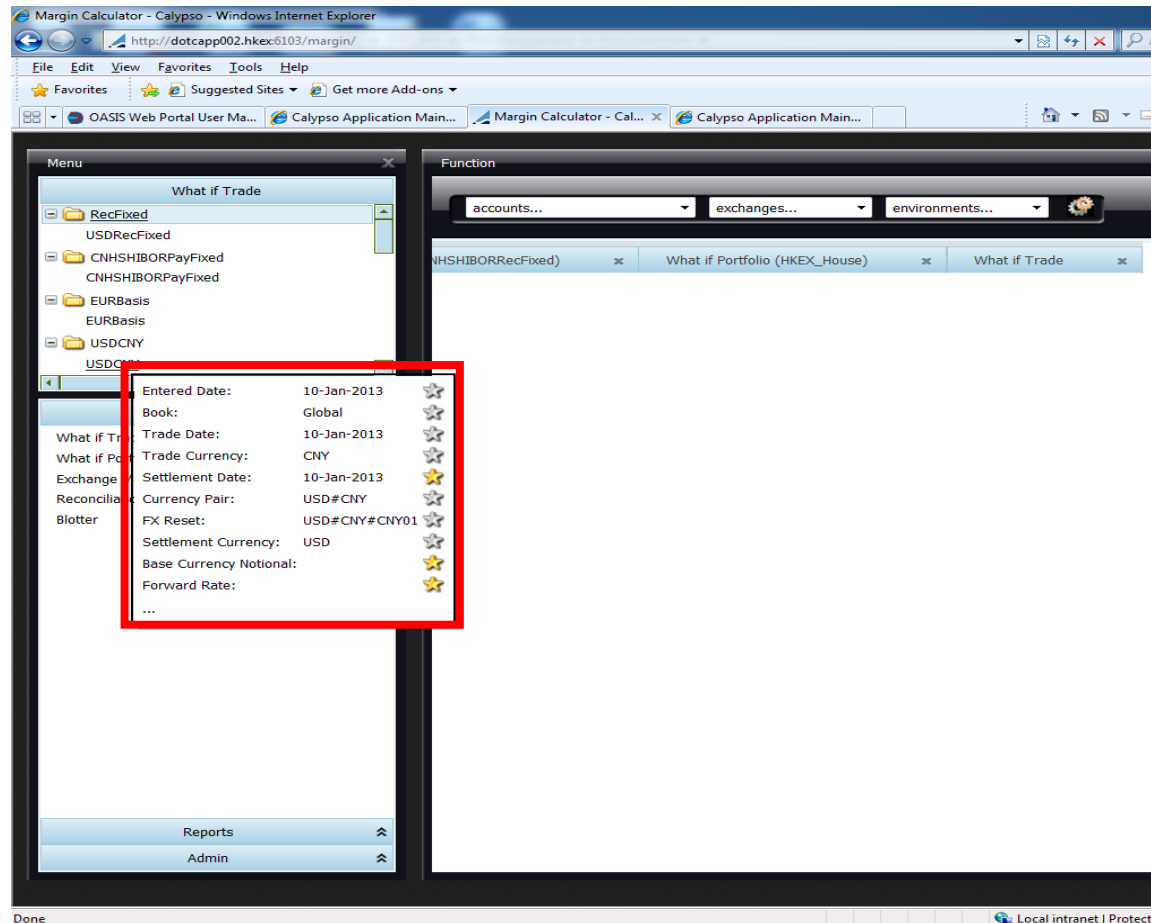 Margin Calculator - Calypso - Windows Internet Explorer
http://dotcapp002.hkex:6103/margin/
File Edit View Favorites Tools Help
Favorites Suggested Sites Get more Add-ons
OASIS Web Portal User Ma... Calypso Application Main... Margin Calculator - Cal... Calypso Application Main...
Menu
Function
What if Trade
accounts... exchanges... environments...
RecFixed
USDRecFixed
CNHSHIBORPayFixed
CNHSHIBORPayFixed
EURBasis
EURBasis
USDCNY
NHSHIBORRecFixed) What if Portfolio (HKEX_House) What if Trade
Entered Date: 10-Jan-2013
Book: Global
Trade Date: 10-Jan-2013
Trade Currency: CNY
Settlement Date: 10-Jan-2013
Currency Pair: USD#CNY
FX Reset: USD#CNY#CNY01
Settlement Currency: USD
Base Currency Notional:
Forward Rate:
...
What if
What if
Exchange
Blotter
Reports
Admin
Done
Local intranet | Protect